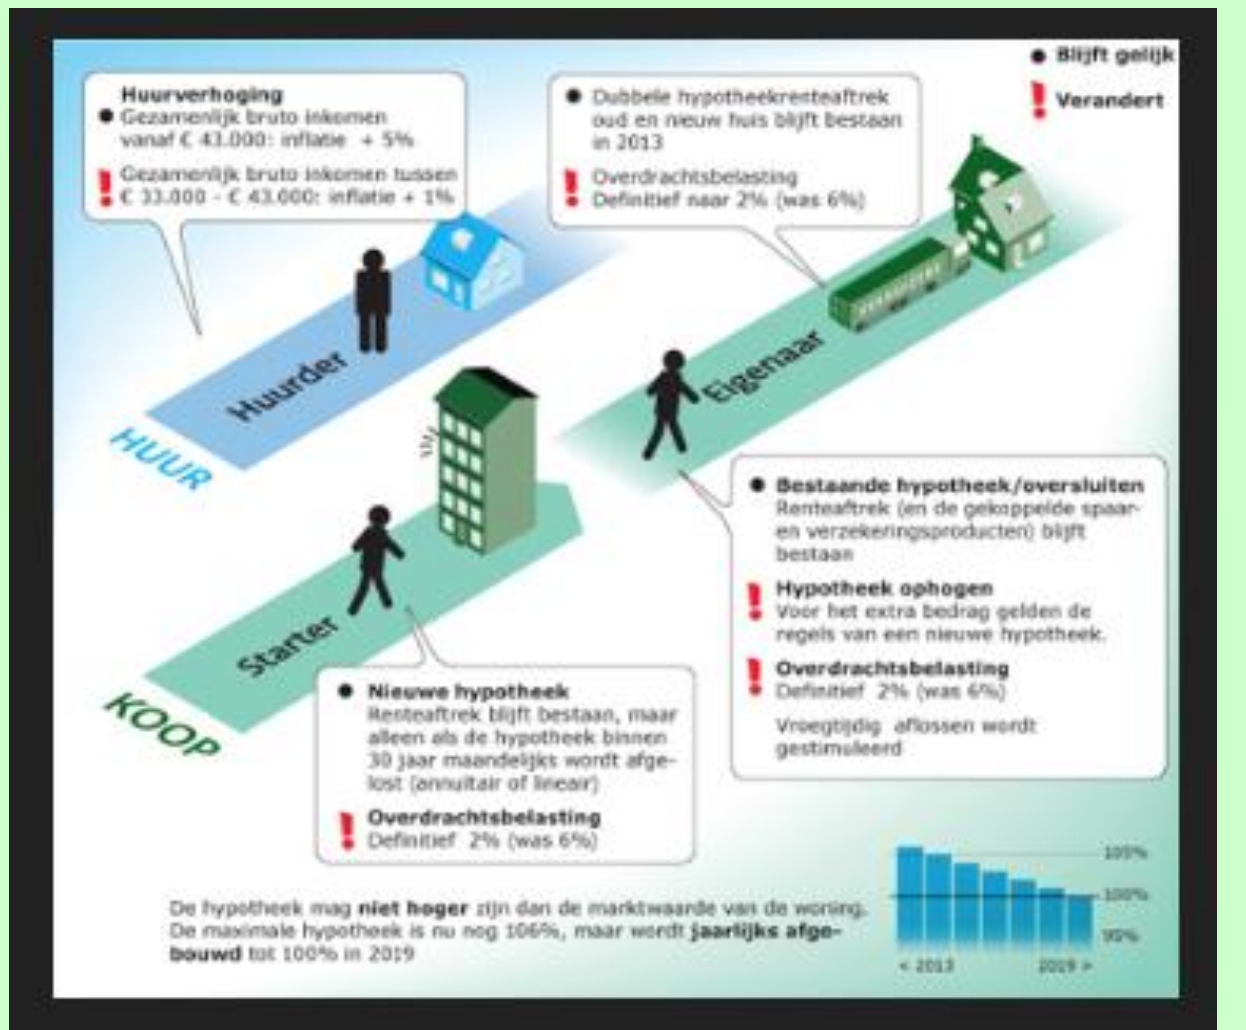 Blijft gelijk
Verandert
Huurverhoging
Gezamenlijk bruto inkomen
vanaf € 43.000: inflatie + 5%
Gezamenlijk bruto inkomen tussen
€ 33.000 - € 43.000: inflatie + 1%
Dubbele hypotheekrenteaftrek
oud en nieuw huis blijft bestaan
in 2013
Overdrachtsbelasting
Definitief naar 2% (was 6%)
Huurder
HUUR
Eigenaar
Bestaande hypotheek/oversluiten
Renteaftrek (en de gekoppelde spaar-
en verzekeringsproducten) blijft
bestaan
Hypotheek ophogen
Voor het extra bedrag gelden de
regels van een nieuwe hypotheek.
Overdrachtsbelasting
Definitief 2% (was 6%)
Vroegtijdig aflossen wordt
gestimuleerd
Starter
KOOP
Nieuwe hypotheek
Renteaftrek blijft bestaan, maar
alleen als de hypotheek binnen
30 jaar maandelijks wordt afge-
lost (annuitair of lineair)
Overdrachtsbelasting
Definitief 2% (was 6%)
De hypotheek mag niet hoger zijn dan de marktwaarde van de woning.
De maximale hypotheek is nu nog 106%, maar wordt jaarlijks afge-
bouwd tot 100% in 2019
105%
100%
90%
< 2013
2019 >